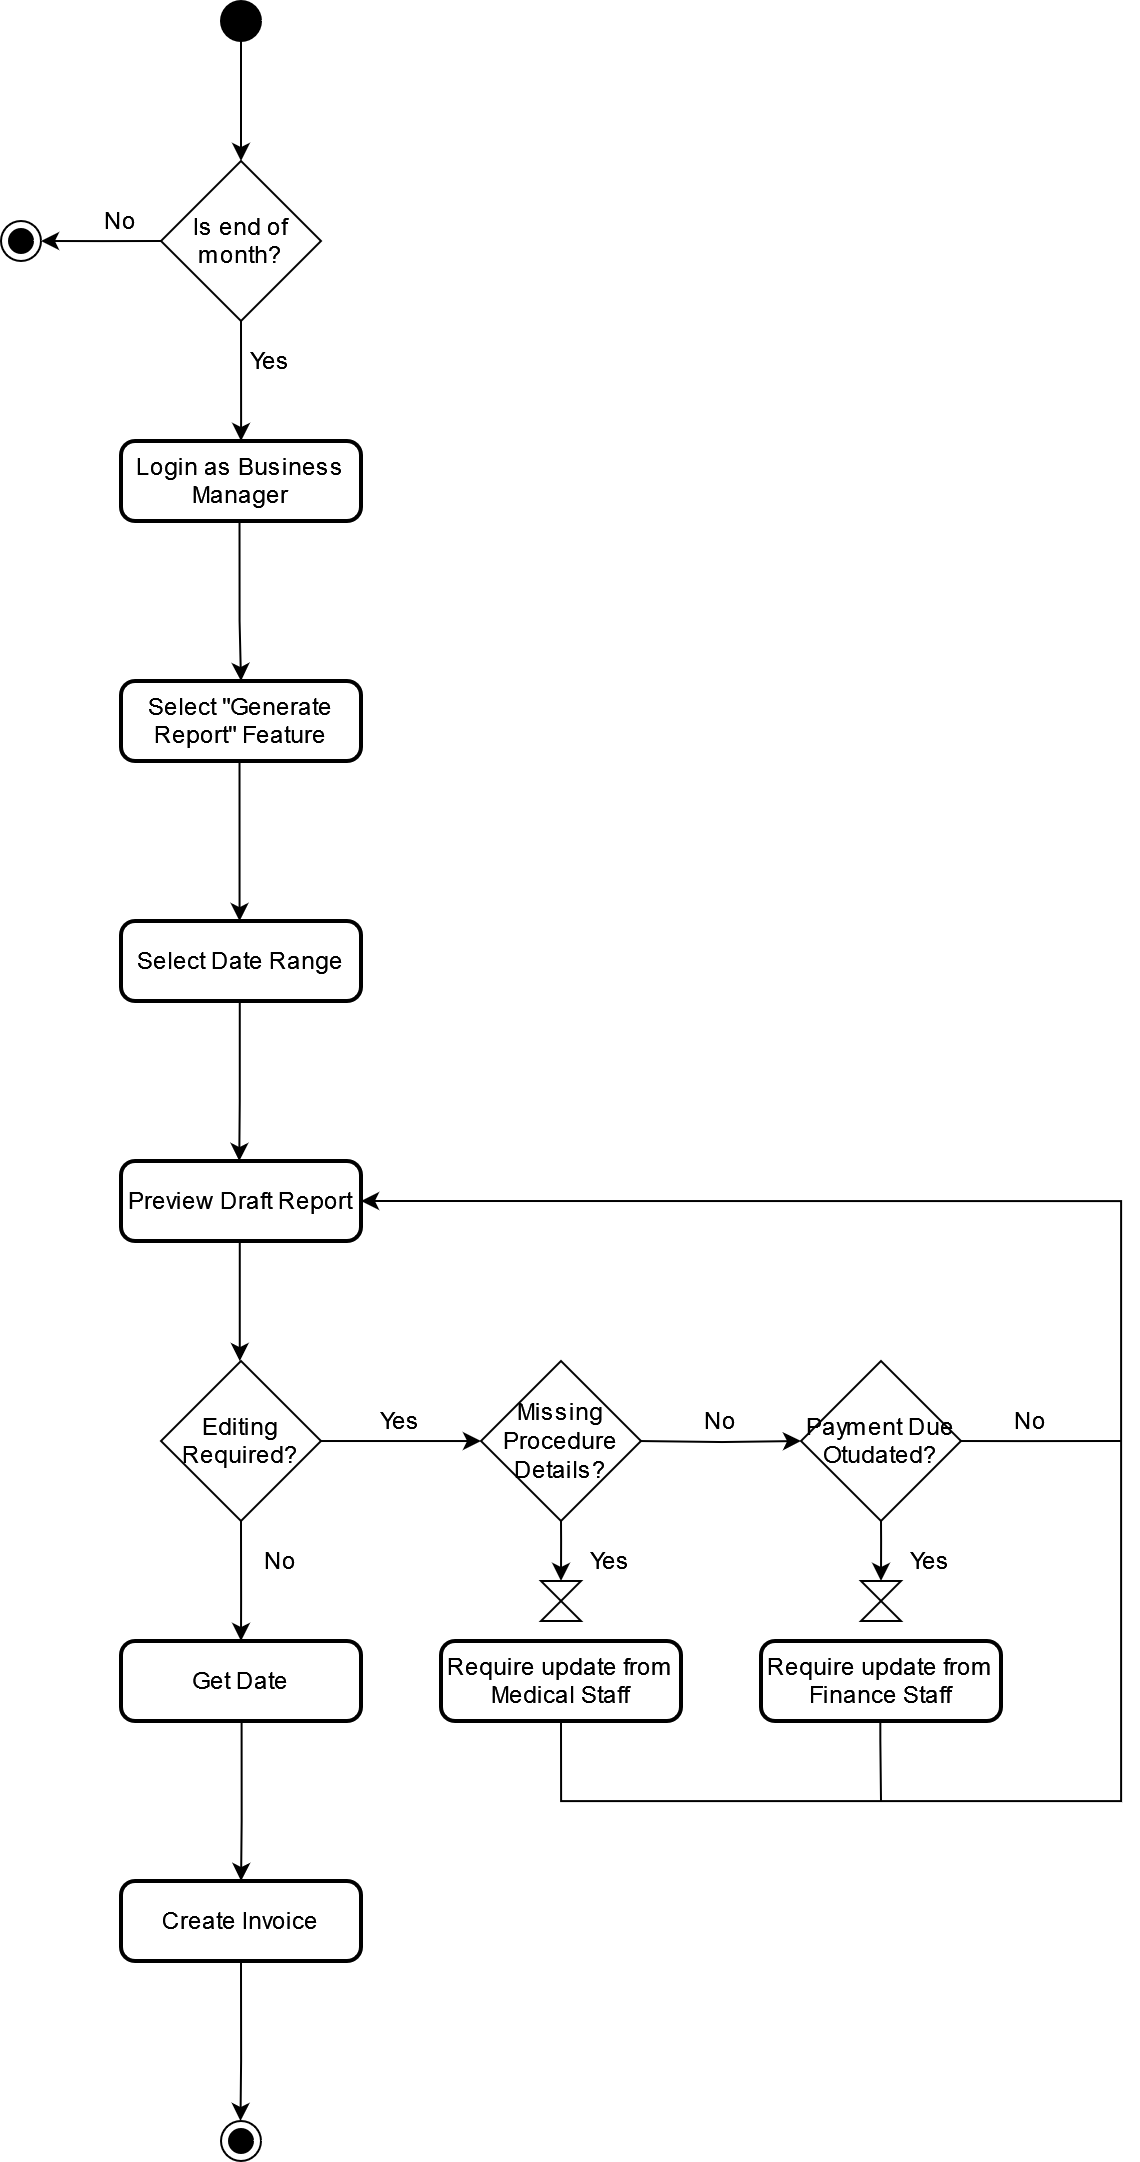 Is end of
month?
No
Yes
Login as Business
Manager
Select "Generate
Report" Feature
Select Date Range
Preview Draft Report
Editing
Required?
Yes
Missing
Procedure
Details?
No
Payment Due
Otudated?
No
No
Yes
Yes
Get Date
Require update from
Medical Staff
Require update from
Finance Staff
Create Invoice